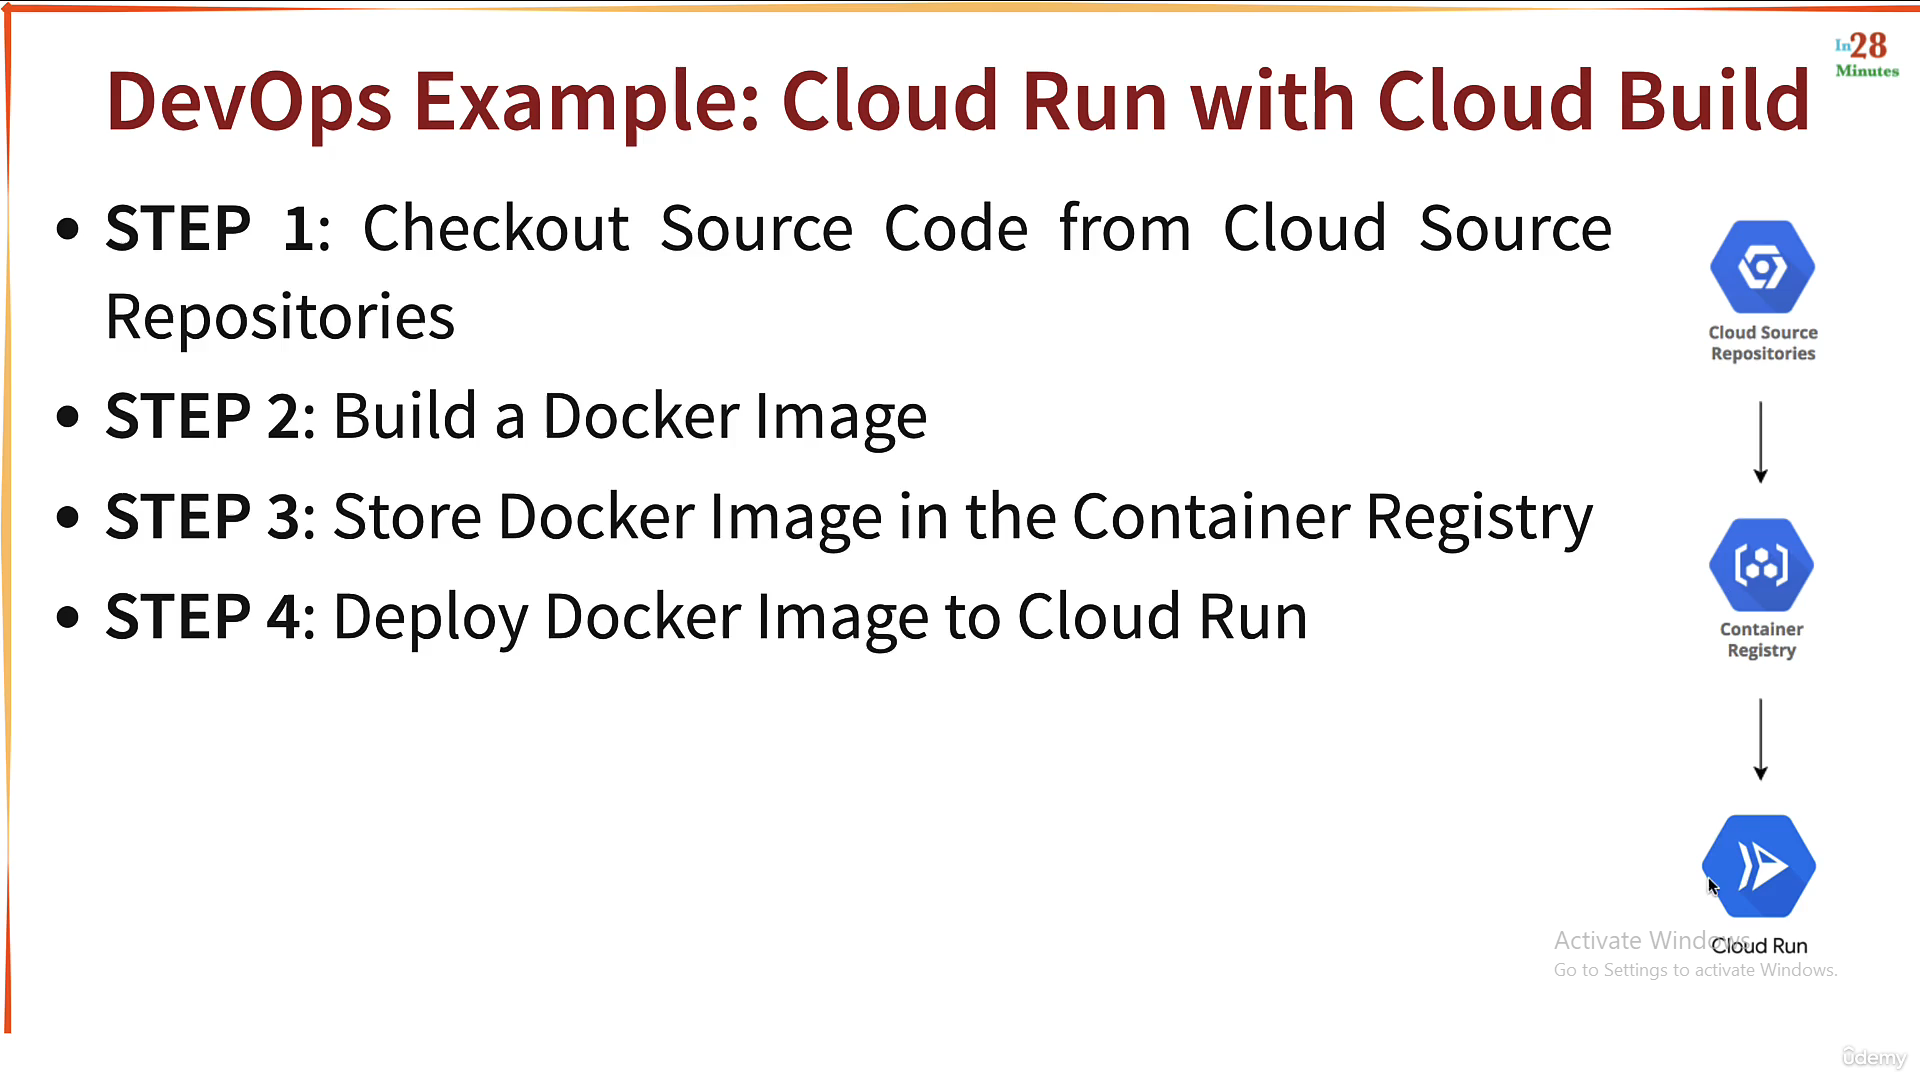 In28
Minutes
DevOps Example: Cloud Run with Cloud Build
• STEP 1: Checkout Source Code from Cloud Source
Repositories
• STEP 2: Build a Docker Image
• STEP 3: Store Docker Image in the Container Registry
• STEP 4: Deploy Docker Image to Cloud Run
Cloud Source
Repositories
Container
Registry
Cloud Run
Activate Windows
Go to Settings to activate Windows.
ûdemy